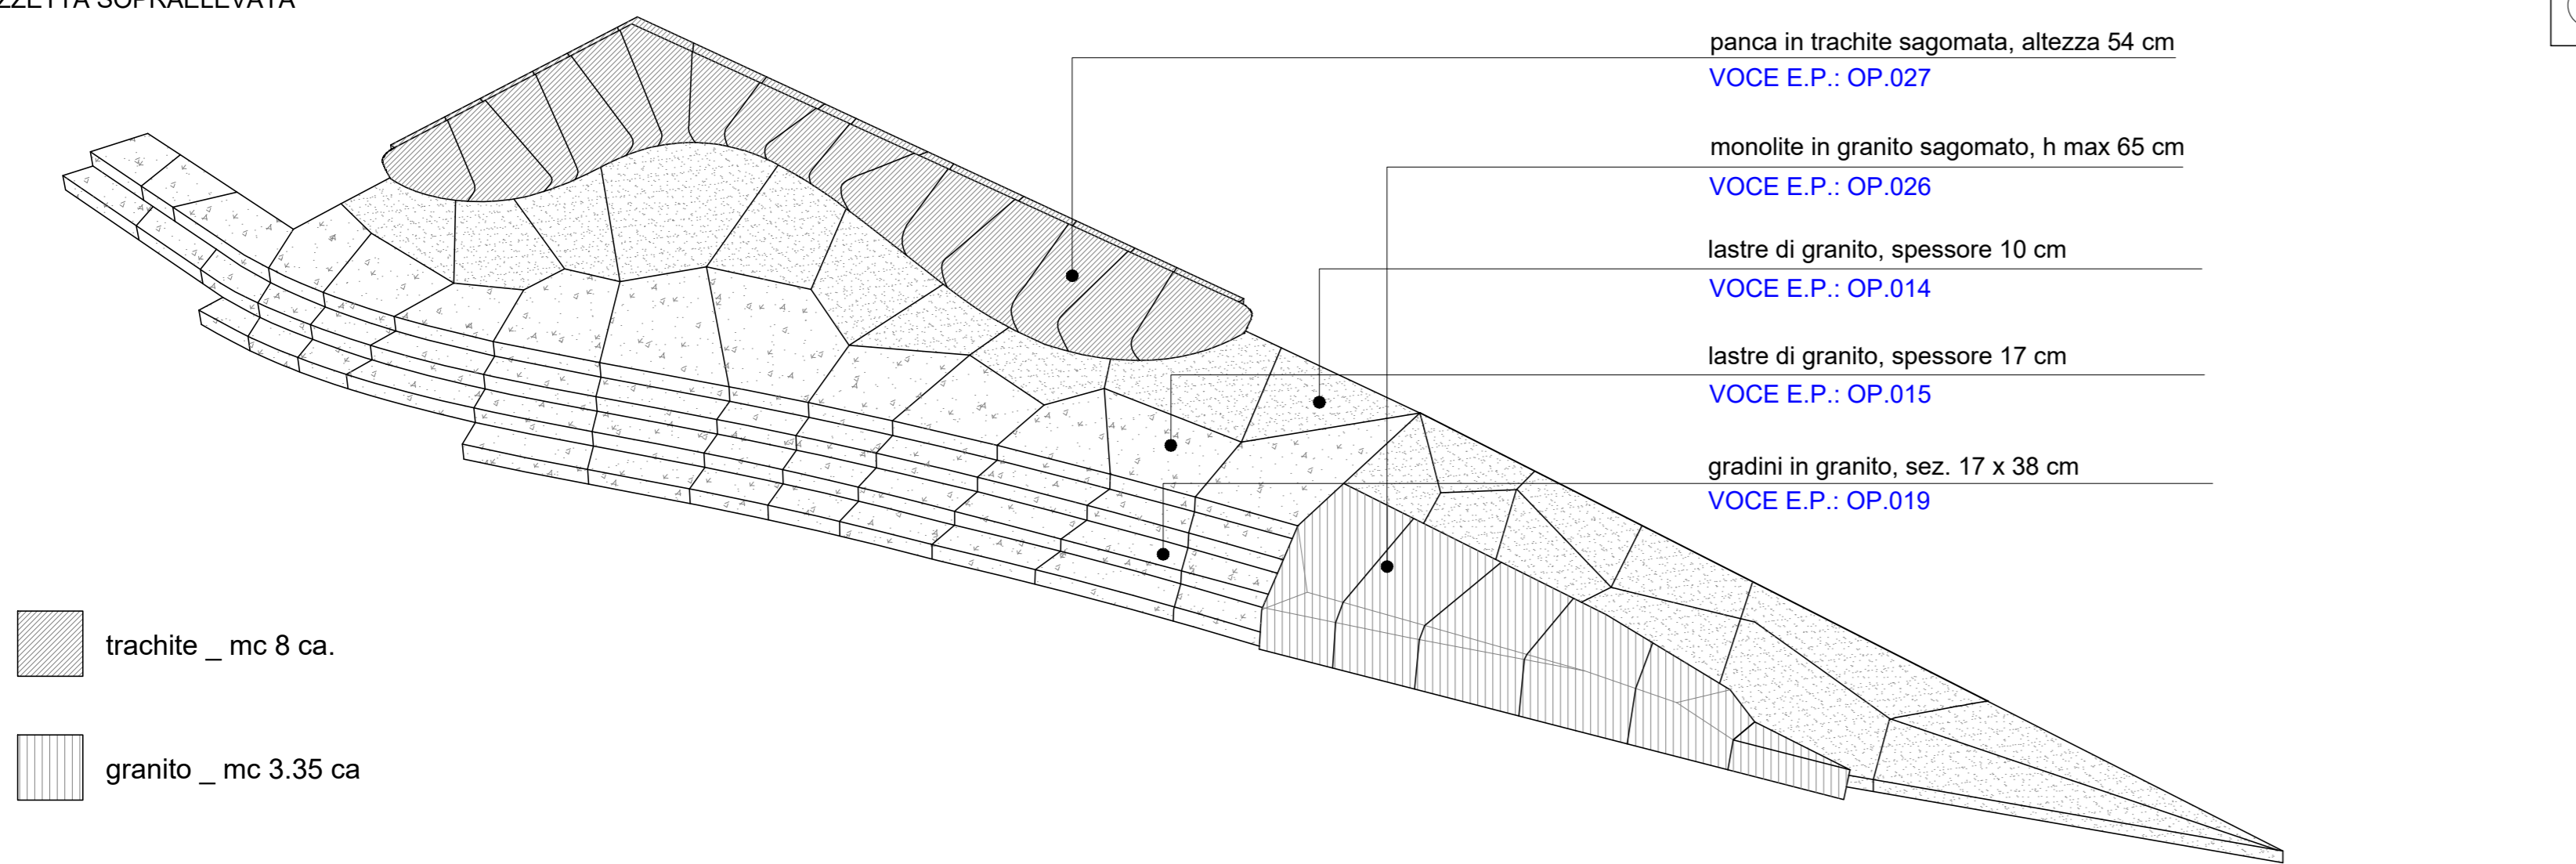 SOPRAELEVATA
panca in trachite sagomata, altezza 54 cm
VOCE E.P.: OP.027
monolite in granito sagomato, h max 65 cm
VOCE E.P.: OP.026
lastre di granito, spessore 10 cm
VOCE E.P.: OP.014
lastre di granito, spessore 17 cm
VOCE E.P.: OP.015
gradini in granito, sez. 17 x 38 cm
VOCE E.P.: OP.019
trachite _ mc 8 ca.
granito _ mc 3.35 ca